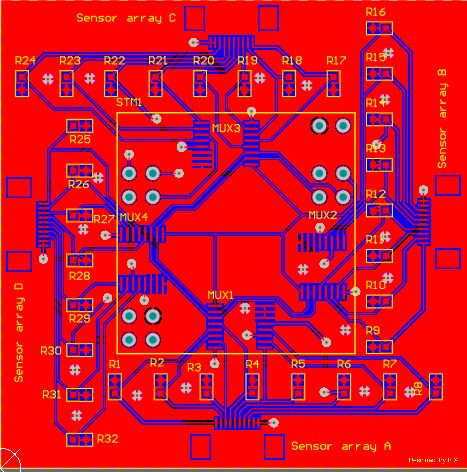 Sensor array C
R16
R24 R23 R22 R21 R20 R19 R18 R17
R15
STM1
R14
MUX3
Sensor array B
R25
R13
R26
R12
R27
MUX4
MUX2
R11
R28
R10
MUX1
R29
Sensor array D
R9
R30
R1 R2 R3 R4 R5 R6 R7 R8
R31
R32
Sensor array A
Designed by